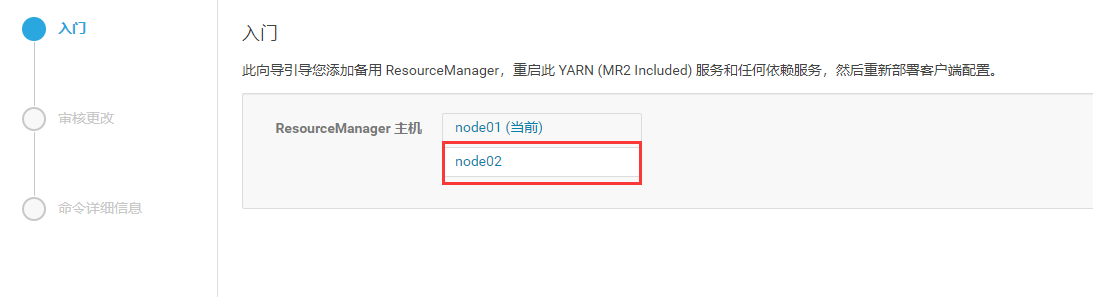 入门
审核更改
命令详细信息
入门
此向导引导您添加备用 ResourceManager，重启此 YARN (MR2 Included) 服务和任何依赖服务，然后重新部署客户端配置。
ResourceManager 主机
node01 (当前)
node02